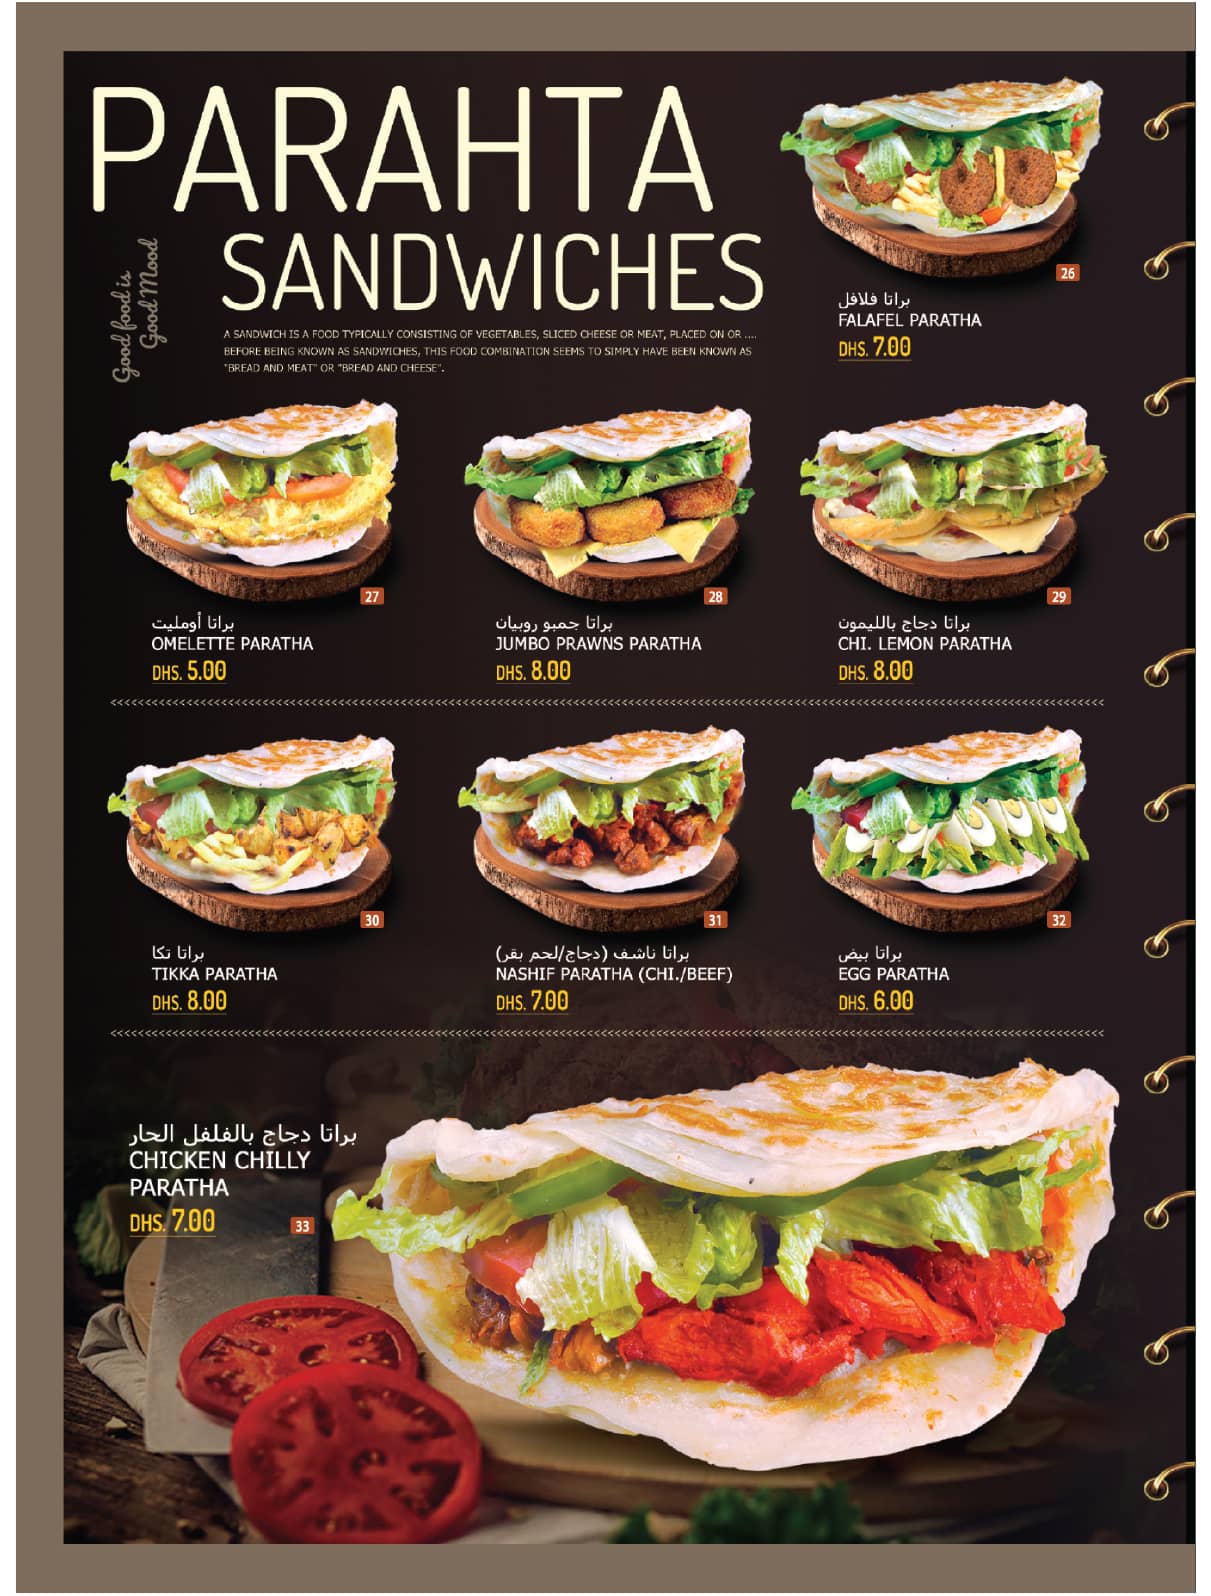 PARAHTA
SANDWICHES
Good food is
Good Mood
A SANDWICH IS A FOOD TYPICALLY CONSISTING OF VEGETABLES, SLICED CHEESE OR MEAT, PLACED ON OR ....
BEFORE BEING KNOWN AS SANDWICHES, THIS FOOD COMBINATION SEEMS TO SIMPLY HAVE BEEN KNOWN AS
"BREAD AND MEAT" OR "BREAD AND CHEESE".
26
براتا فلافل
FALAFEL PARATHA
DHS. 7.00
27
براتا أومليت
OMELETTE PARATHA
DHS. 5.00
28
براتا جمبو روبيان
JUMBO PRAWNS PARATHA
DHS. 8.00
29
براتا دجاج بالليمون
CHI. LEMON PARATHA
DHS. 8.00
30
براتا تكا
TIKKA PARATHA
DHS. 8.00
31
براتا ناشف (دجاج/لحم بقر)
NASHIF PARATHA (CHI./BEEF)
DHS. 7.00
32
براتا بيض
EGG PARATHA
DHS. 6.00
براتا دجاج بالفلفل الحار
CHICKEN CHILLY
PARATHA
DHS. 7.00
33